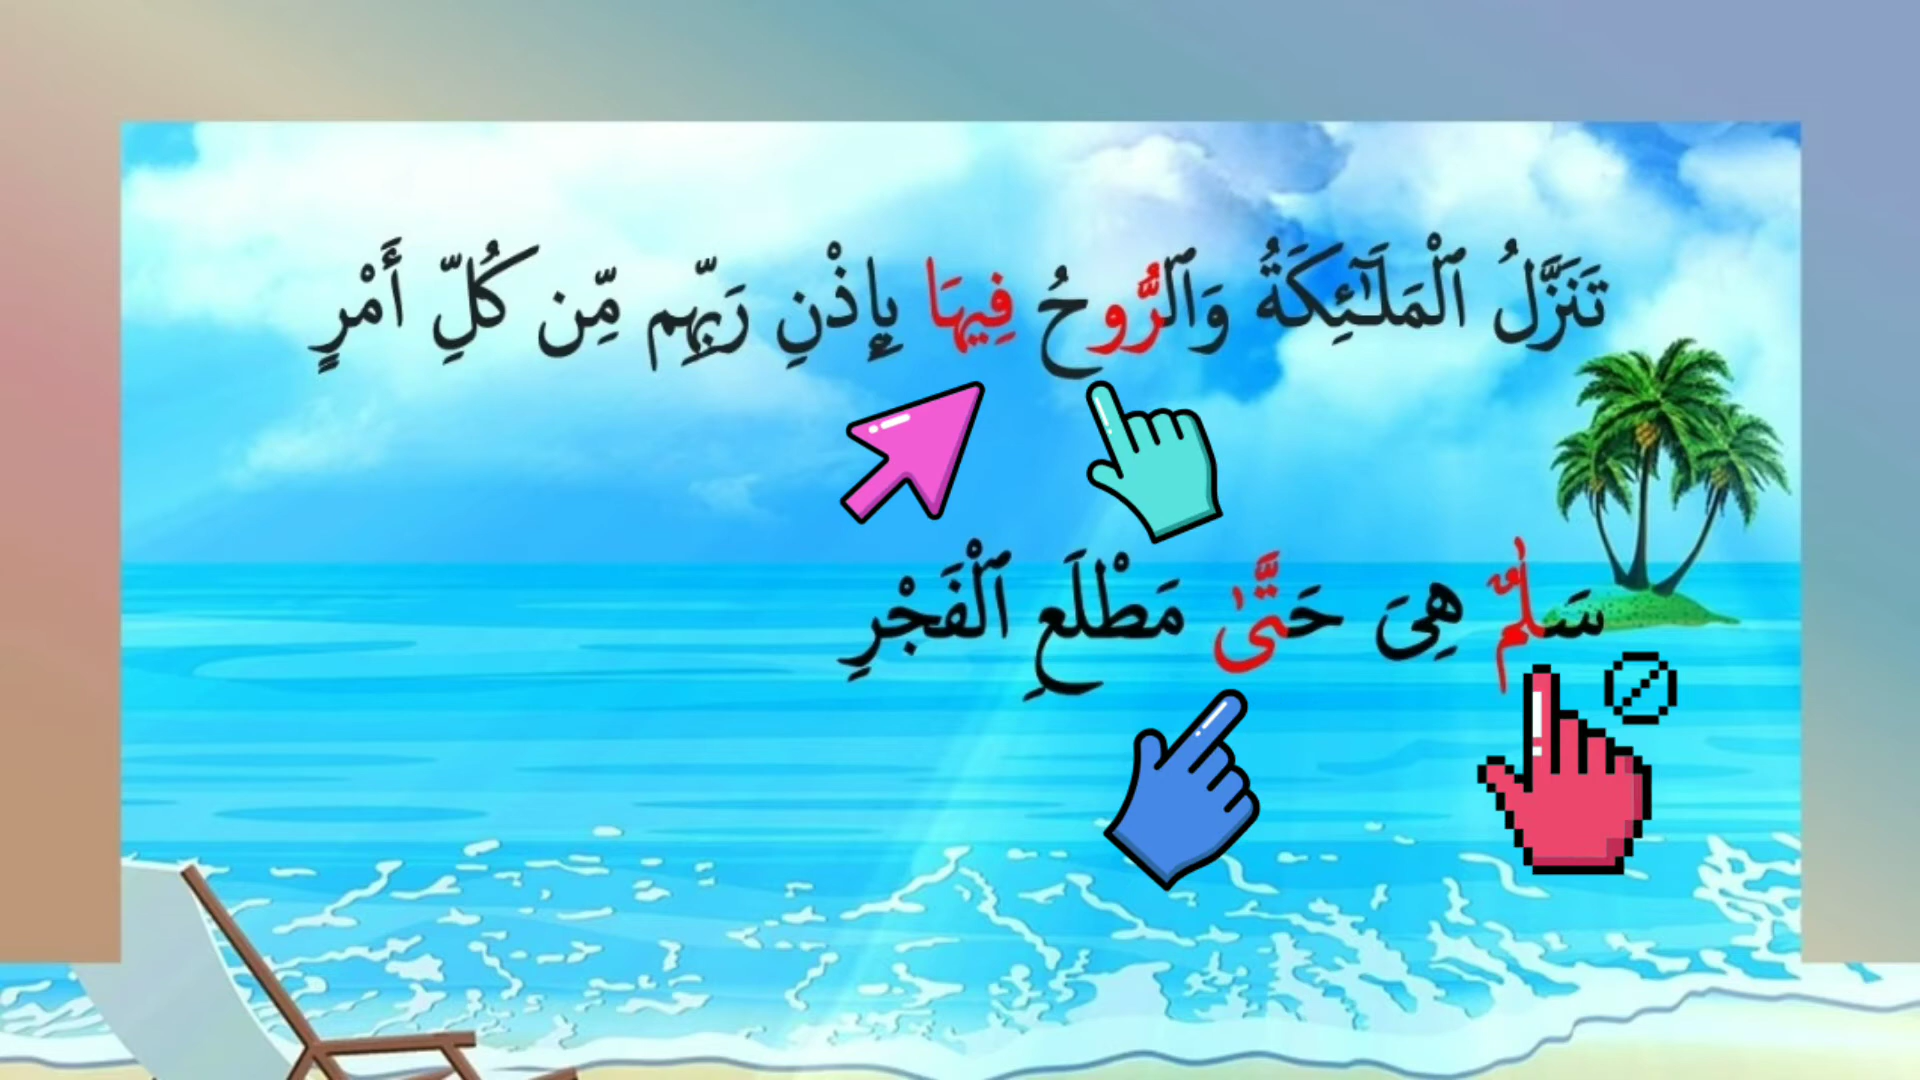 تَنَزَّلُ ٱلْمَلَـٰٓئِكَةُ وَٱلرُّوحُ فِيهَا بِإِذْنِ رَبِّهِم مِّن كُلِّ أَمْرٍ
سَلَـٰمٌ هِىَ حَتَّىٰ مَطْلَعِ ٱلْفَجْرِ